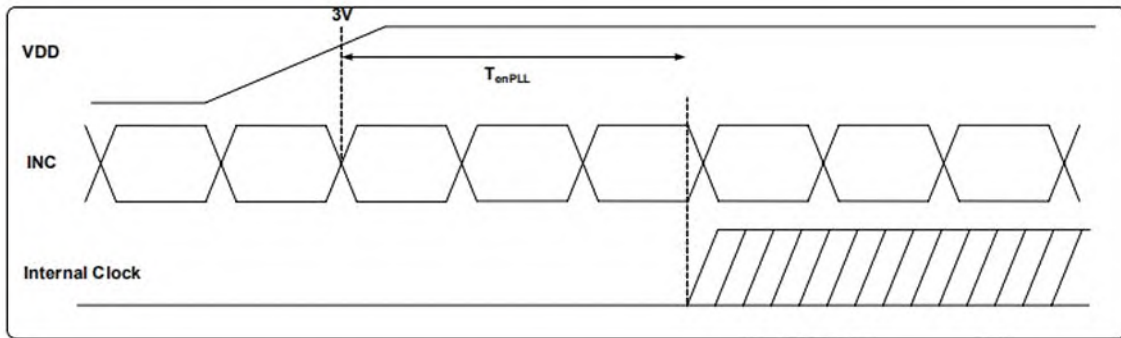 3V
VDD
TenPLL
INC
Internal Clock